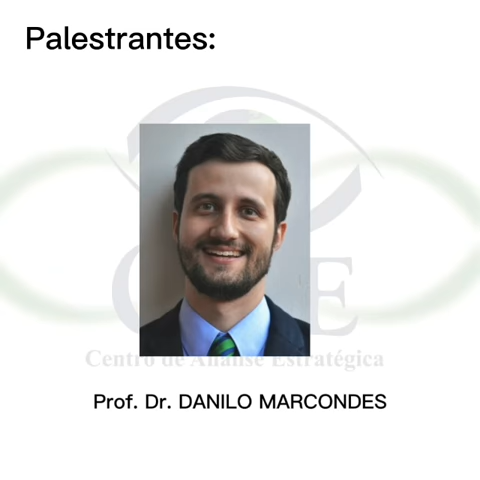 Palestrantes:
Centro de Análise Estratégica
Prof. Dr. DANILO MARCONDES